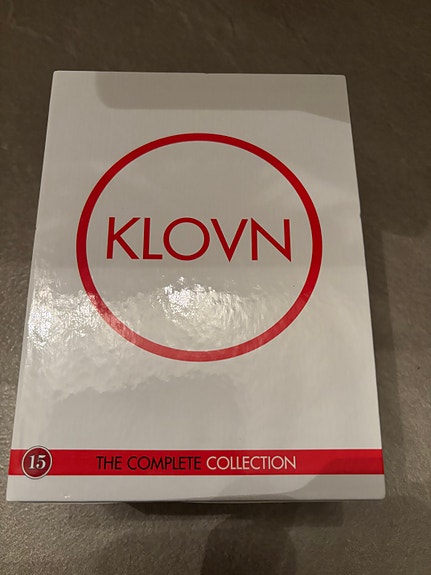 KLOVN
15 THE COMPLETE COLLECTION